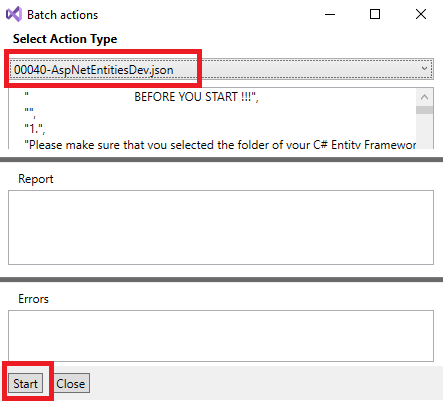 Batch actions
Select Action Type
00040-AspNetEntitiesDev.json
" BEFORE YOU START !!!",
"",
"1.",
"Please make sure that you selected the folder of your C# Entity Framework
Report
Errors
Start Close